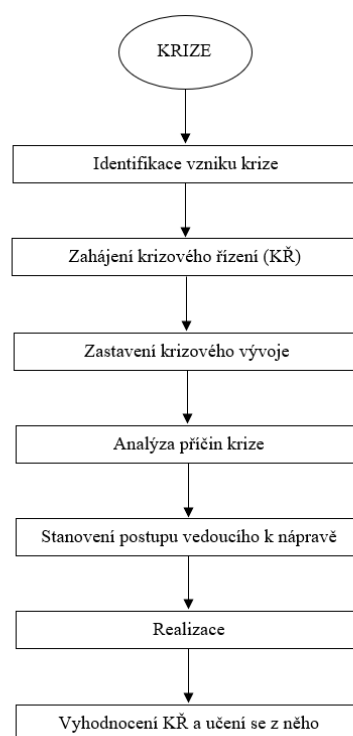 KRIZE
Identifikace vzniku krize
Zahájení krizového řízení (KŘ)
Zastavení krizového vývoje
Analýza příčin krize
Stanovení postupu vedoucího k nápravě
Realizace
Vyhodnocení KŘ a učení se z něho